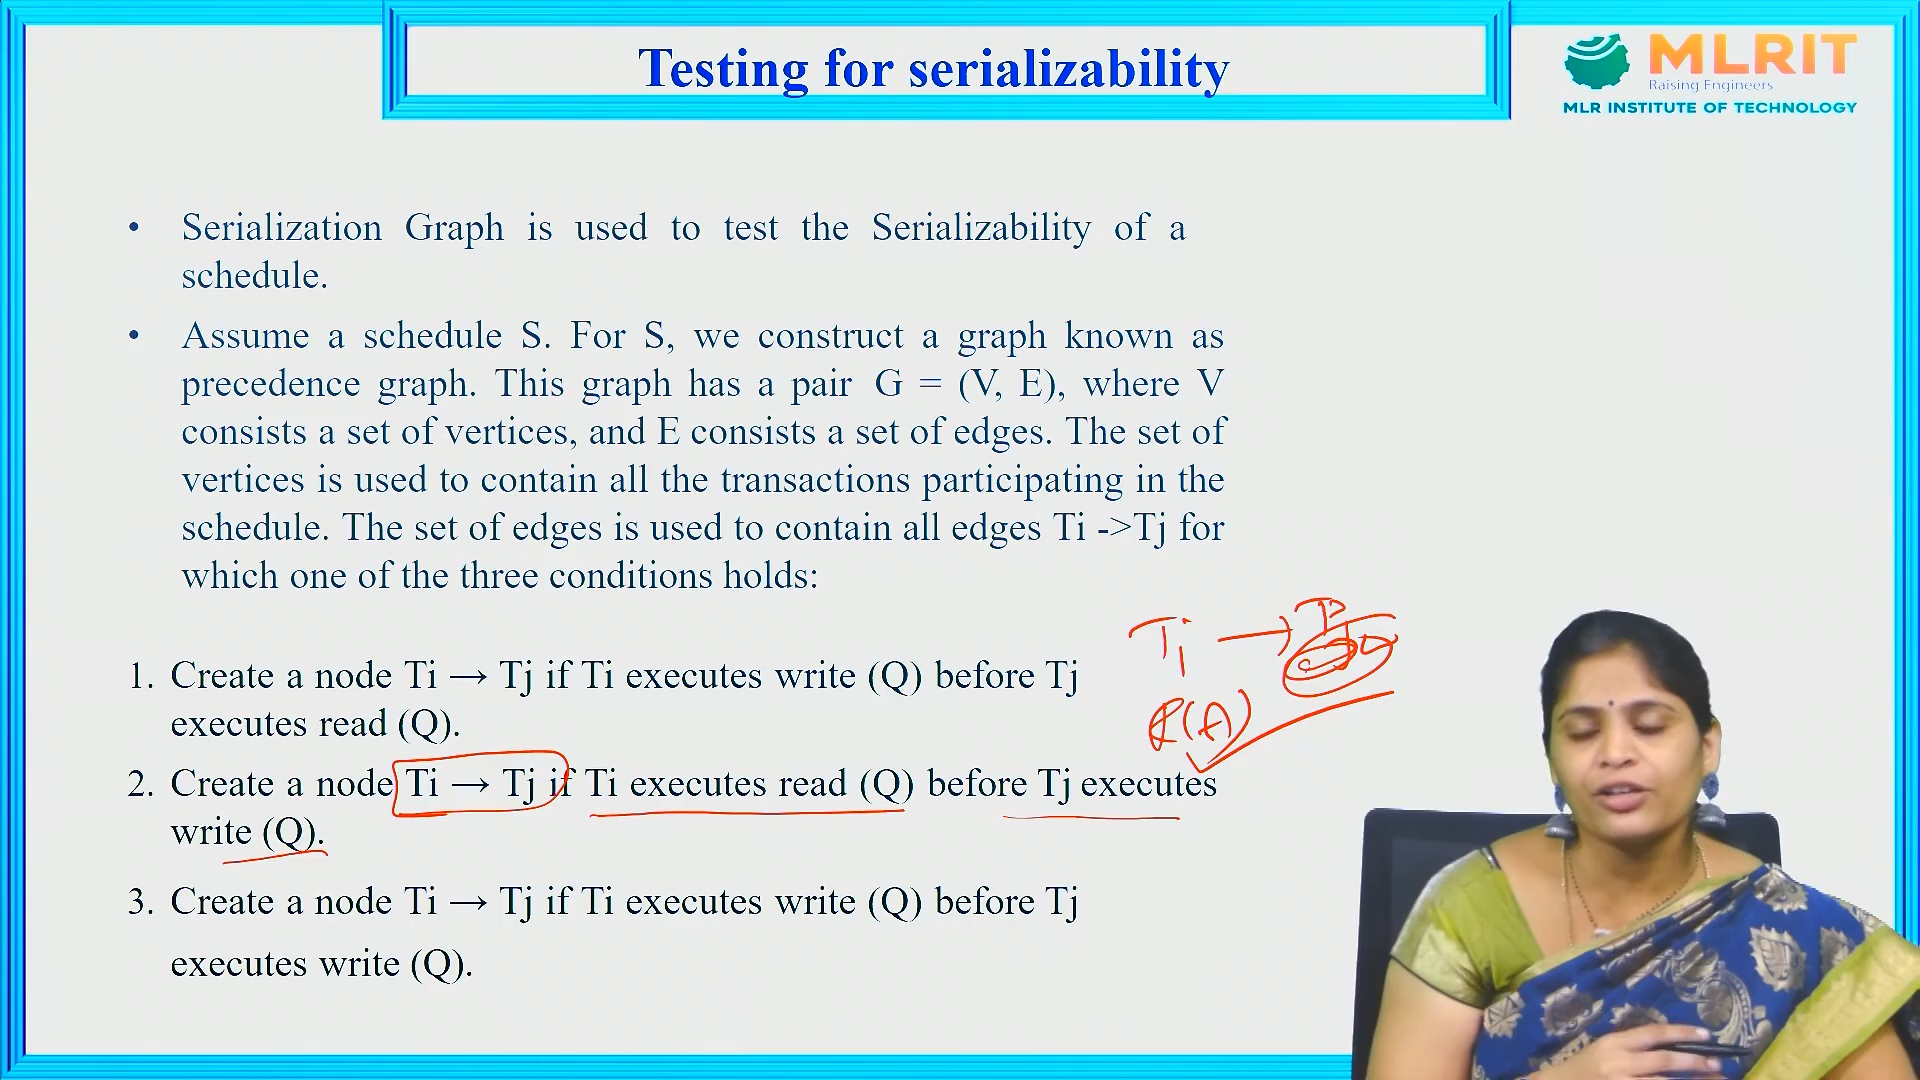 Testing for serializability
MLRIT
Raising Engineers
MLR INSTITUTE OF TECHNOLOGY
• Serialization Graph is used to test the Serializability of a
schedule.
• Assume a schedule S. For S, we construct a graph known as
precedence graph. This graph has a pair G = (V, E), where V
consists a set of vertices, and E consists a set of edges. The set of
vertices is used to contain all the transactions participating in the
schedule. The set of edges is used to contain all edges Ti ->Tj for
which one of the three conditions holds:
Ti →
R(A)
1. Create a node Ti → Tj if Ti executes write (Q) before Tj
executes read (Q).
2. Create a node Ti → Tj if Ti executes read (Q) before Tj executes
write (Q).
3. Create a node Ti → Tj if Ti executes write (Q) before Tj
executes write (Q).